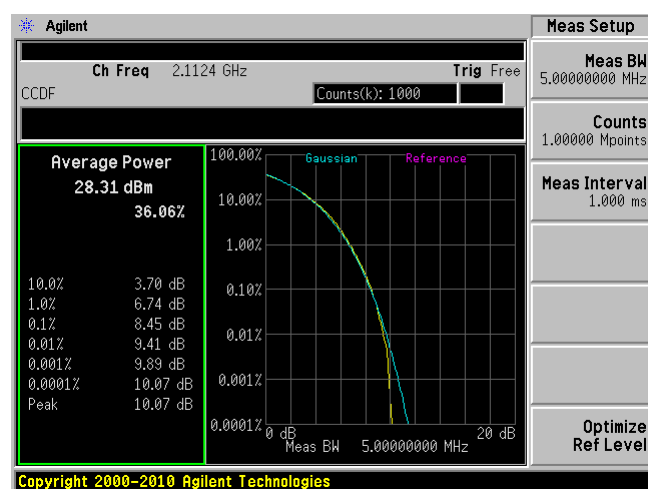 Agilent
Ch Freq 2.1124 GHz Trig Free
CCDF Counts(k): 1000
Average Power
28.31 dBm
36.06%
10.0% 3.70 dB
1.0% 6.74 dB
0.1% 8.45 dB
0.01% 9.41 dB
0.001% 9.89 dB
0.0001% 10.07 dB
Peak 10.07 dB
Gaussian Reference
100.00%
10.00%
1.00%
0.10%
0.01%
0.001%
0.0001%
0 dB 20 dB
Meas BW 5.00000000 MHz
Meas Setup
Meas BW
5.00000000 MHz
Counts
1.00000 Mpoints
Meas Interval
1.000 ms
Optimize
Ref Level
Copyright 2000-2010 Agilent Technologies